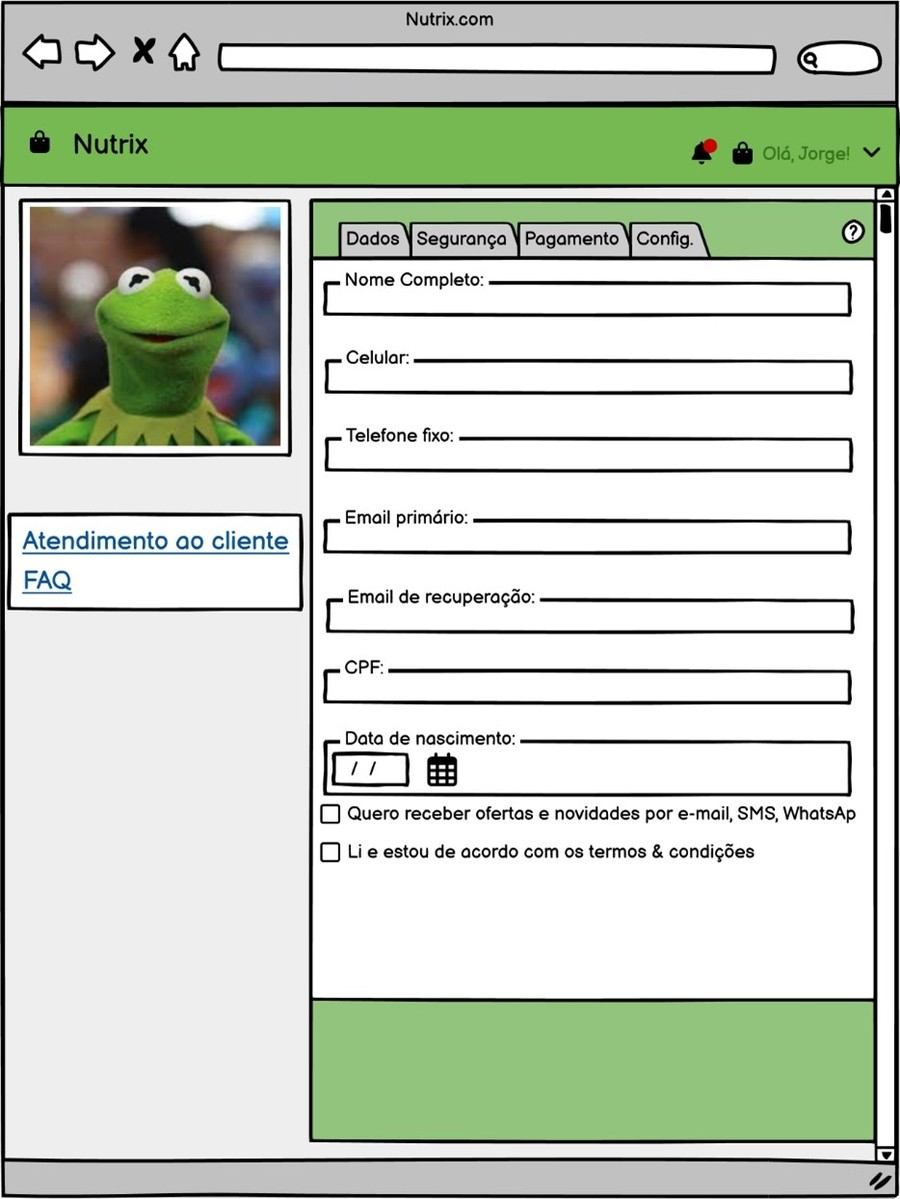 Nutrix.com
Nutrix
Olá, Jorge!
Dados Segurança Pagamento Config. ?
Nome Completo:
Celular:
Telefone fixo:
Email primário:
Atendimento ao cliente
FAQ
Email de recuperação:
CPF:
Data de nascimento:
/ /
Quero receber ofertas e novidades por e-mail, SMS, WhatsAp
Li e estou de acordo com os termos & condições